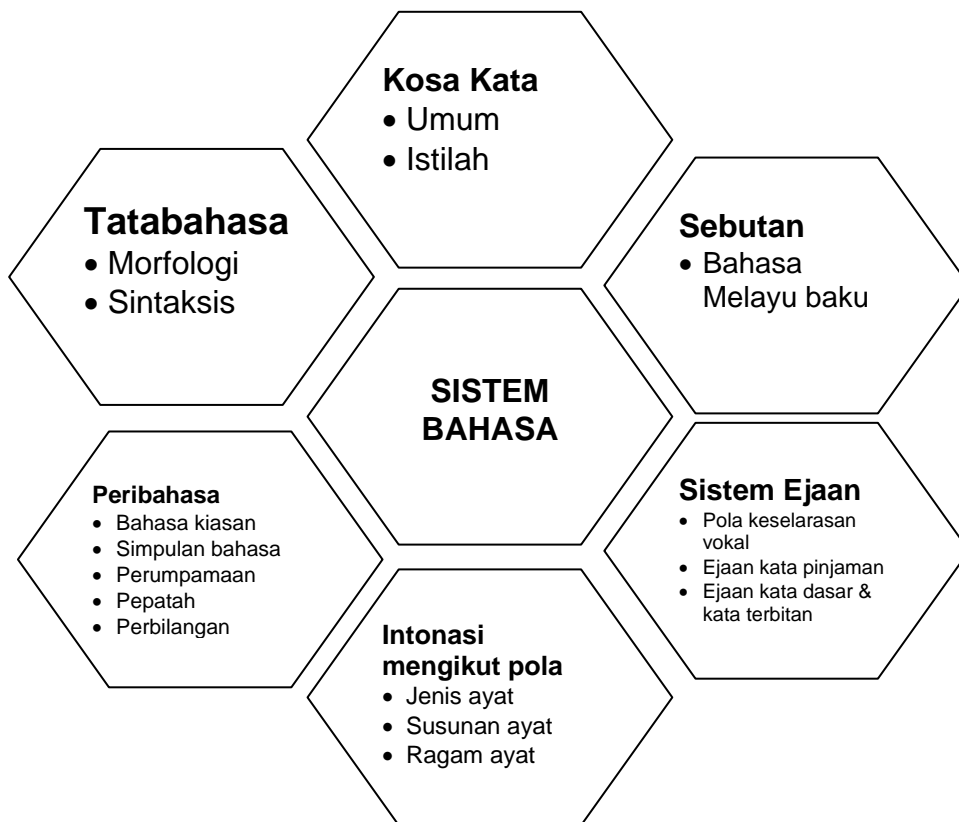 Kosa Kata
• Umum
• Istilah
Tatabahasa
• Morfologi
• Sintaksis
Sebutan
• Bahasa
Melayu baku
SISTEM
BAHASA
Peribahasa
• Bahasa kiasan
• Simpulan bahasa
• Perumpamaan
• Pepatah
• Perbilangan
Sistem Ejaan
• Pola keselarasan
vokal
• Ejaan kata pinjaman
• Ejaan kata dasar &
kata terbitan
Intonasi
mengikut pola
• Jenis ayat
• Susunan ayat
• Ragam ayat